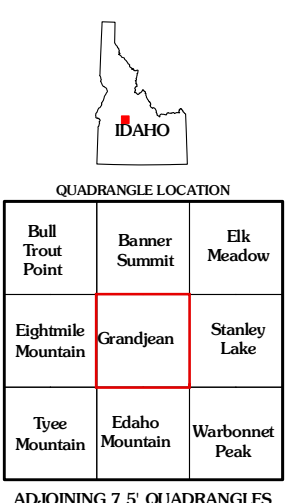 IDAHO
QUADRANGLE LOCATION
Bull
Trout
Point
Banner
Summit
Elk
Meadow
Eightmile
Mountain
Grandjean
Stanley
Lake
Tyee
Mountain
Edaho
Mountain
Warbonnet
Peak
ADJOINING 7.5' QUADRANGLES